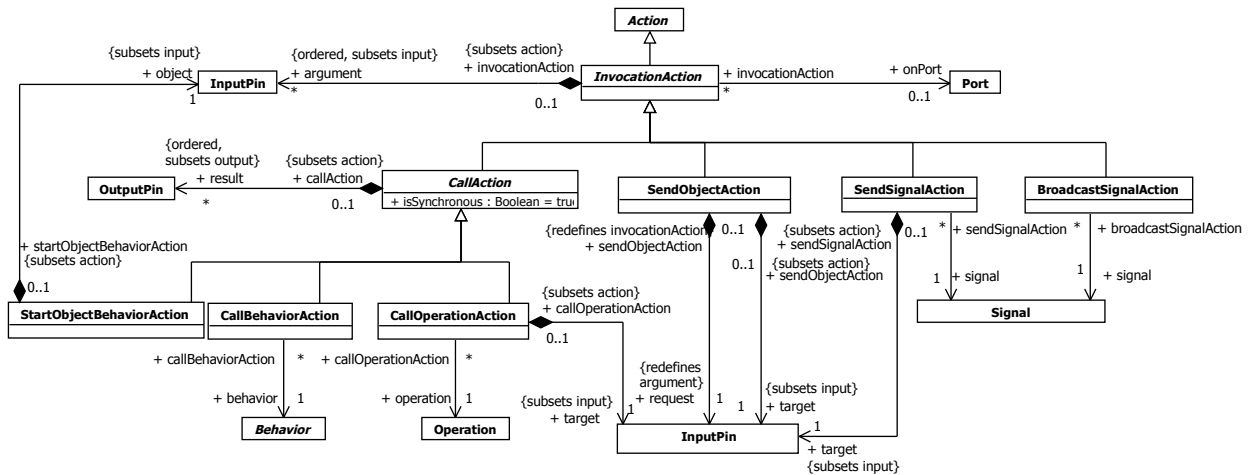 Action
{subsets input}
{ordered, subsets input}
{subsets action}
+ object
+ argument
+ invocationAction
InvocationAction
+ invocationAction
+ onPort
InputPin
Port
1
*
0..1
*
0..1
{ordered,
subsets output}
+ result
{subsets action}
+ callAction
CallAction
SendObjectAction
SendSignalAction
BroadcastSignalAction
OutputPin
*
0..1
+ isSynchronous : Boolean = true
+ startObjectBehaviorAction
{subsets action}
{redefines invocationAction}
+ sendObjectAction
0..1
{subsets action}
+ sendSignalAction
0..1
*
+ sendSignalAction
*
+ broadcastSignalAction
0..1
{subsets action}
+ sendObjectAction
0..1
1
+ signal
1
+ signal
StartObjectBehaviorAction
CallBehaviorAction
CallOperationAction
{subsets action}
+ callOperationAction
0..1
Signal
+ callBehaviorAction
*
+ callOperationAction
*
{redefines
argument}
+ request
1
+ behavior
1
+ operation
1
{subsets input}
+ target
1
{subsets input}
+ target
1
Behavior
Operation
InputPin
1
+ target
{subsets input}